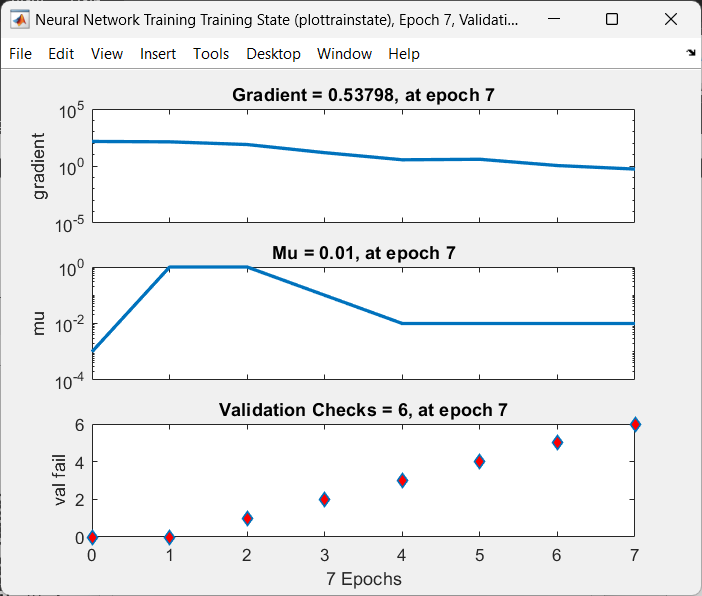 Neural Network Training Training State (plottrainstate), Epoch 7, Validati...
File Edit View Insert Tools Desktop Window Help
Gradient = 0.53798, at epoch 7
10^5
10^0
10^-5
gradient
Mu = 0.01, at epoch 7
10^0
10^-2
10^-4
mu
Validation Checks = 6, at epoch 7
6
4
2
0
val fail
0 1 2 3 4 5 6 7
7 Epochs